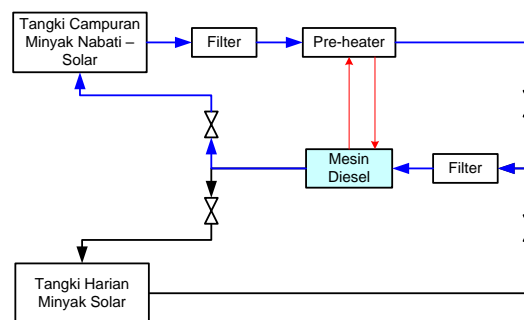 Tangki Campuran
Minyak Nabati –
Solar
Filter
Pre-heater
Mesin
Diesel
Filter
Tangki Harian
Minyak Solar